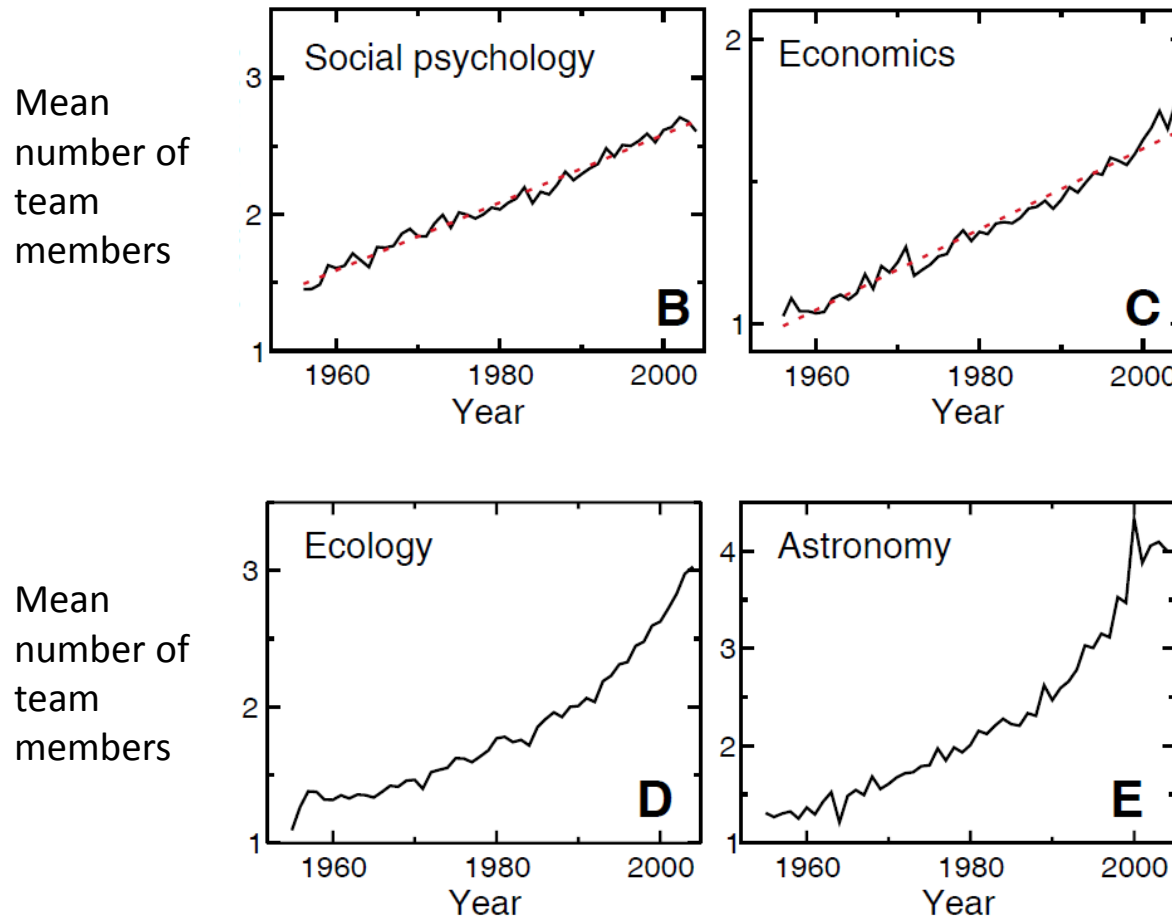 Mean
number of
team
members
Social psychology
3
2
1
B
1960 1980 2000
Year
Economics
2
1
C
1960 1980 2000
Year
Mean
number of
team
members
Ecology
3
2
1
D
1960 1980 2000
Year
Astronomy
4
3
2
1
E
1960 1980 2000
Year